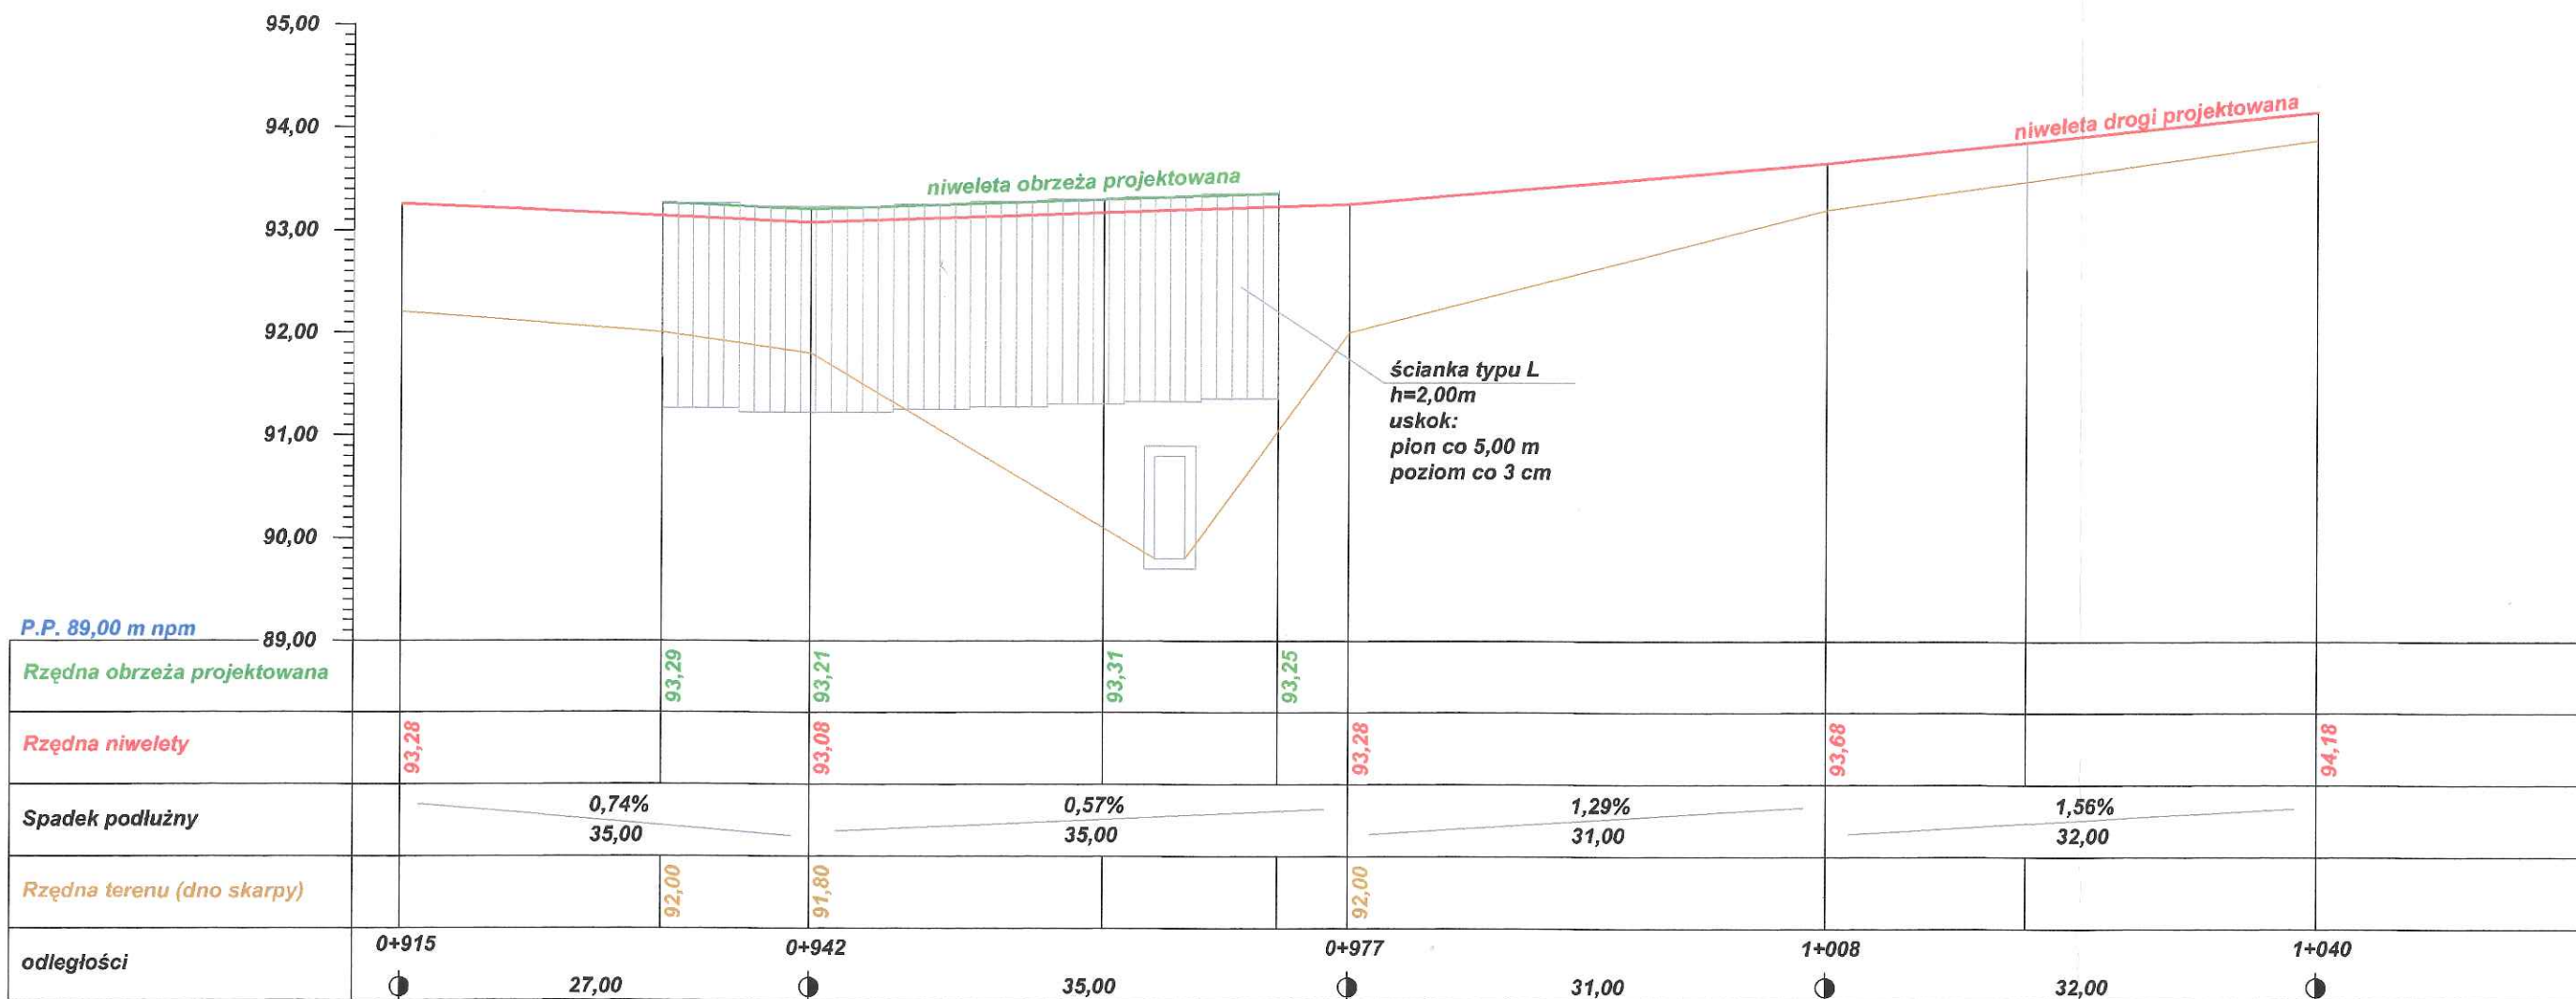 95,00
94,00
93,00
92,00
91,00
90,00
89,00
niweleta drogi projektowana
niweleta obrzeża projektowana
ścianka typu L
h=2,00m
uskok:
pion co 5,00 m
poziom co 3 cm
P.P. 89,00 m npm
Rzędna obrzeża projektowana
93,29
93,21
93,31
93,25
Rzędna niwelety
93,28
93,08
93,28
93,68
94,18
Spadek podłużny
0,74%
35,00
0,57%
35,00
1,29%
31,00
1,56%
32,00
Rzędna terenu (dno skarpy)
92,00
91,80
92,00
odległości
0+915
0+942
0+977
1+008
1+040
27,00
35,00
31,00
32,00